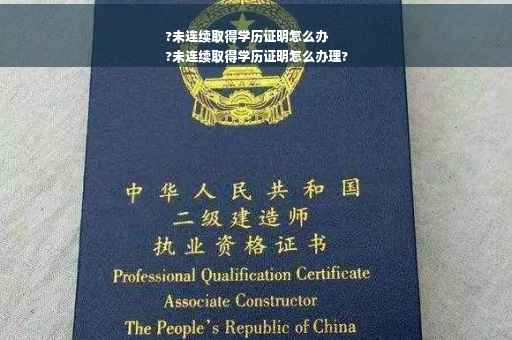 ?未连续取得学历证明怎么办
?未连续取得学历证明怎么办理?
中华人民共和国
二级建造师
执业资格证书
Professional Qualification Certificate
Associate Constructor
The People's Republic of China